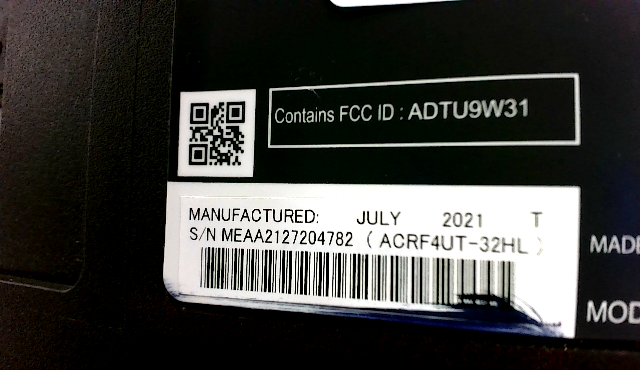 Contains FCC ID : ADTU9W31
MANUFACTURED: JULY 2021 T
S/N MEAA2127204782 ( ACRF4UT-32HL )
MADE
MOD